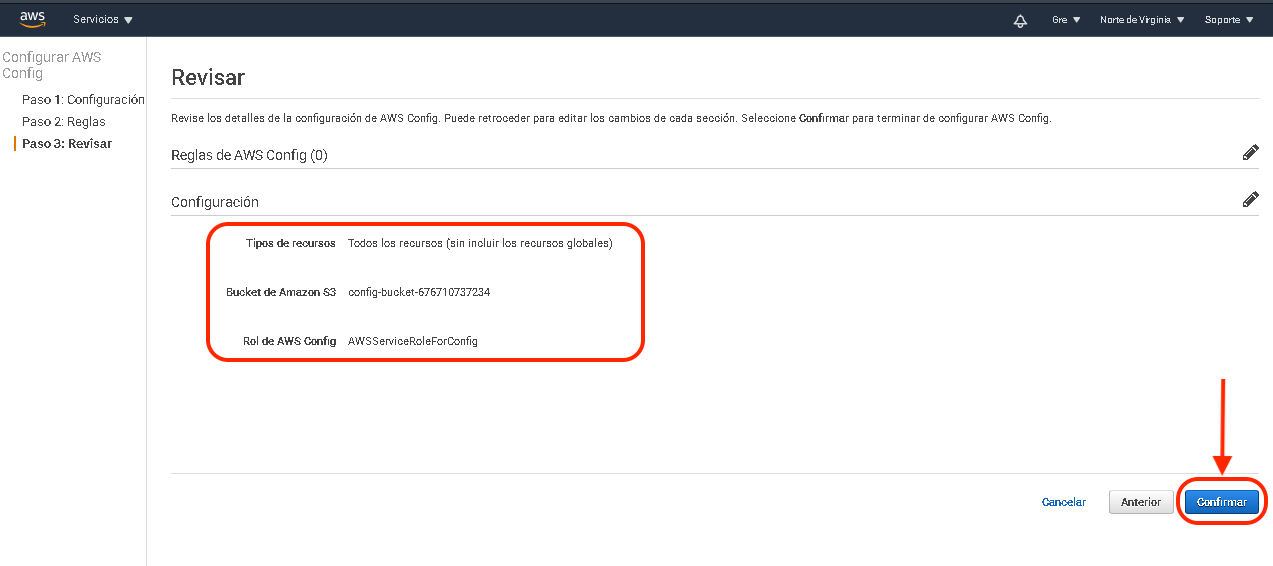 aws Servicios Gre Norte de Virginia Soporte
Configurar AWS
Config
Paso 1: Configuración
Paso 2: Reglas
Paso 3: Revisar
Revisar
Revise los detalles de la configuración de AWS Config. Puede retroceder para editar los cambios de cada sección. Seleccione Confirmar para terminar de configurar AWS Config.
Reglas de AWS Config (0)
Configuración
Tipos de recursos Todos los recursos (sin incluir los recursos globales)
Bucket de Amazon S3 config-bucket-676710737234
Rol de AWS Config AWSServiceRoleForConfig
Cancelar Anterior Confirmar